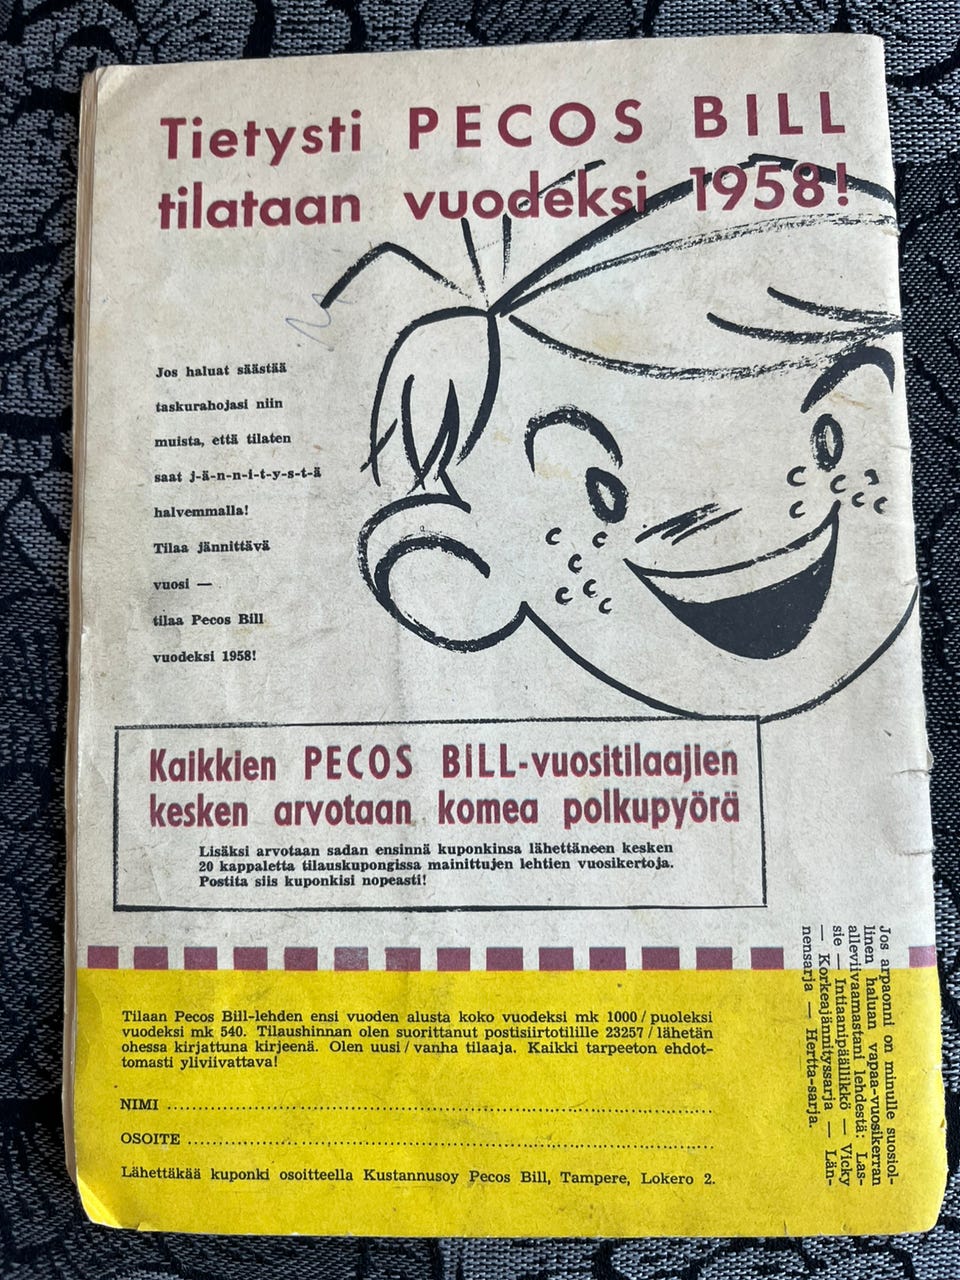 Tietysti PECOS BILL
tilataan vuodeksi 1958!
Jos haluat säästää
taskurahojasi niin
muista, että tilaten
saat j-ä-n-n-i-t-y-s-t-ä
halvemmalla!
Tilaa jännittävä
vuosi —
tilaa Pecos Bill
vuodeksi 1958!
Kaikkien PECOS BILL-vuositilaajien
kesken arvotaan komea polkupyörä
Lisäksi arvotaan sadan ensinnä kuponkinsa lähettäneen kesken
20 kappaletta tilauskupongissa mainittujen lehtien vuosikertoja.
Postita siis kuponkisi nopeasti!
Tilaan Pecos Bill-lehden ensi vuoden alusta koko vuodeksi mk 1000 / puoleksi
vuodeksi mk 540. Tilaushinnan olen suorittanut postisiirtotilille 23257 / lähetän
ohessa kirjattuna kirjeenä. Olen uusi / vanha tilaaja. Kaikki tarpeeton ehdot-
tomasti yliviivattava!
NIMI
OSOITE
Lähettäkää kuponki osoitteella Kustannusoy Pecos Bill, Tampere, Lokero 2.
Jos arpaonni on minulle suosiol-
linen haluan vapaa-vuosikerran
alleviivaamastani lehdestä: Las-
sie — Intiaanipäällikkö — Vicky
— Korkeajännityssarja — Län-
nensarja — Hertta-sarja.